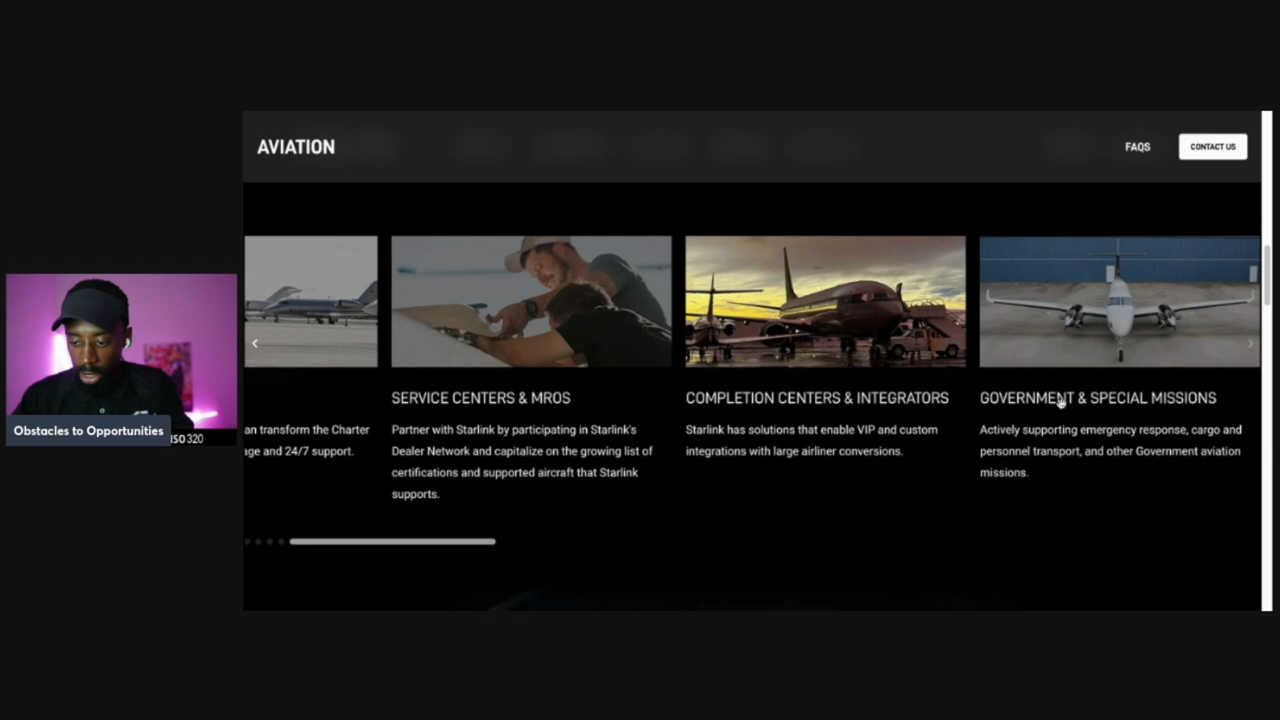 AVIATION
FAQS
CONTACT US
SERVICE CENTERS & MROS
COMPLETION CENTERS & INTEGRATORS
GOVERNMENT & SPECIAL MISSIONS
an transform the Charter
age and 24/7 support.
Partner with Starlink by participating in Starlink's
Dealer Network and capitalize on the growing list of
certifications and supported aircraft that Starlink
supports.
Starlink has solutions that enable VIP and custom
integrations with large airliner conversions.
Actively supporting emergency response, cargo and
personnel transport, and other Government aviation
missions.
Obstacles to Opportunities
ISO 320